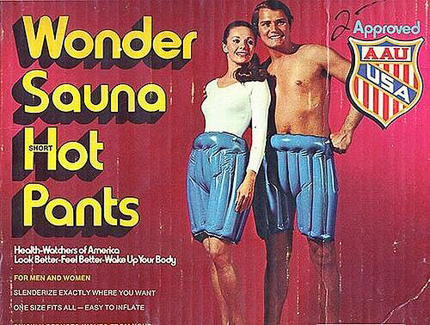 Wonder
Sauna
Hot
SHORT
Pants
2
Approved
AAU
USA
Health-Watchers of America
Look Better-Feel Better-Wake Up Your Body
FOR MEN AND WOMEN
SLENDERIZE EXACTLY WHERE YOU WANT
ONE SIZE FITS ALL — EASY TO INFLATE